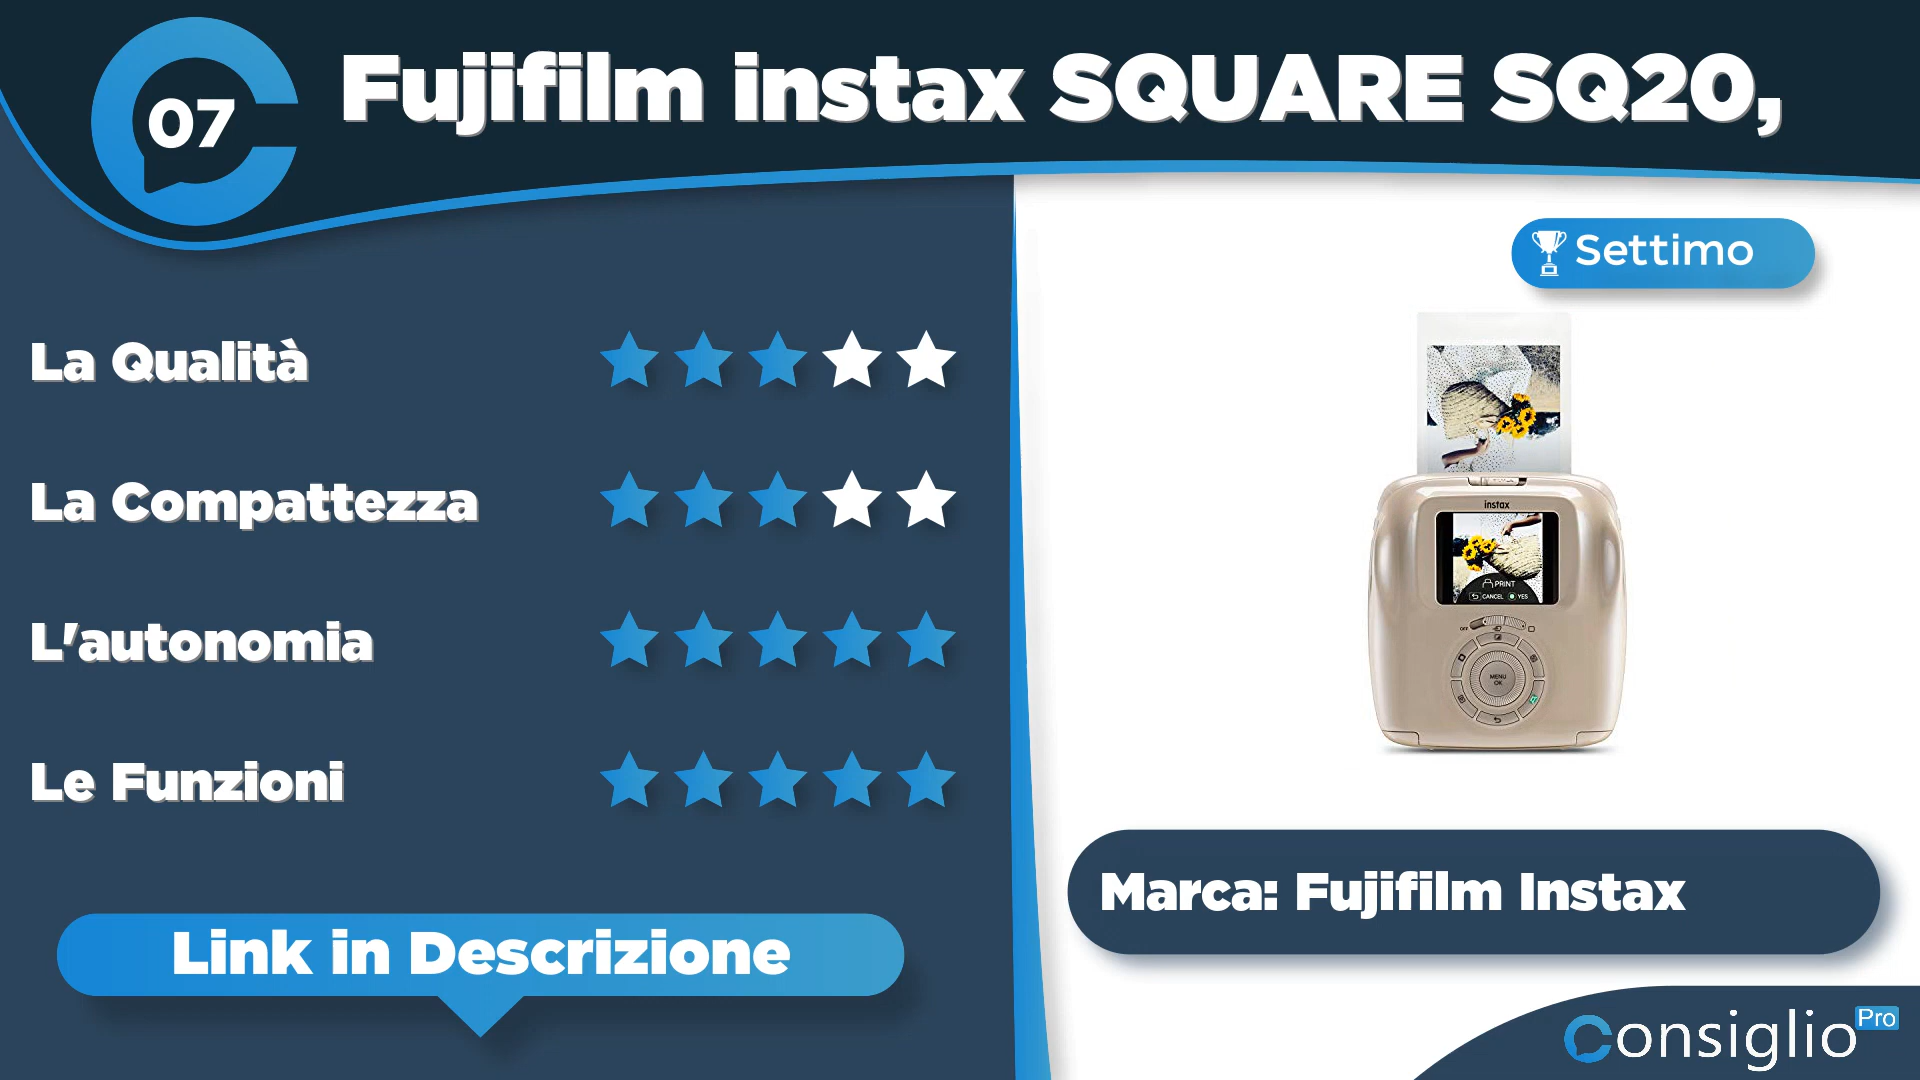 07
Fujifilm instax SQUARE SQ20,
Settimo
La Qualità
La Compattezza
L'autonomia
Le Funzioni
instax
PRINT
CANCEL YES
OFF
MENU
OK
Marca: Fujifilm Instax
Link in Descrizione
Consiglio Pro